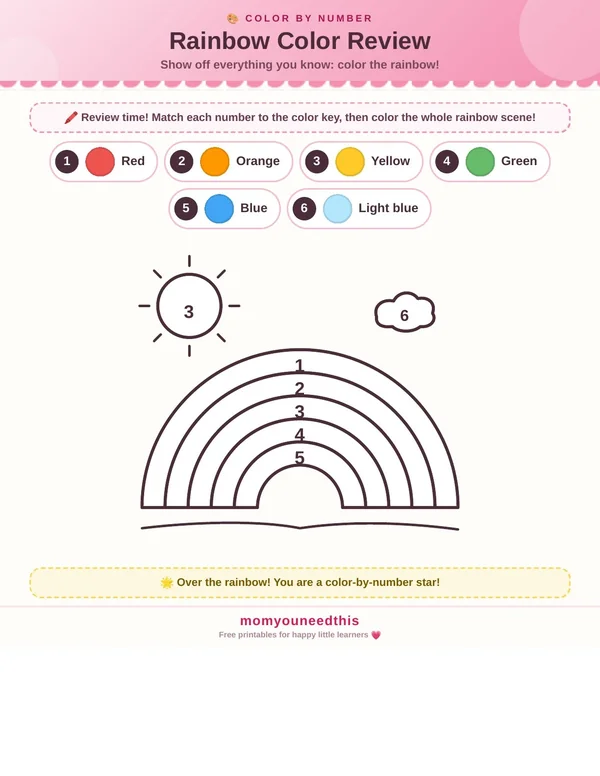 🎨 COLOR BY NUMBER
Rainbow Color Review
Show off everything you know: color the rainbow!
🖍️ Review time! Match each number to the color key, then color the whole rainbow scene!
1 Red 2 Orange 3 Yellow 4 Green
5 Blue 6 Light blue
3
6
1
2
3
4
5
🌟 Over the rainbow! You are a color-by-number star!
momyouneedthis
Free printables for happy little learners 💗